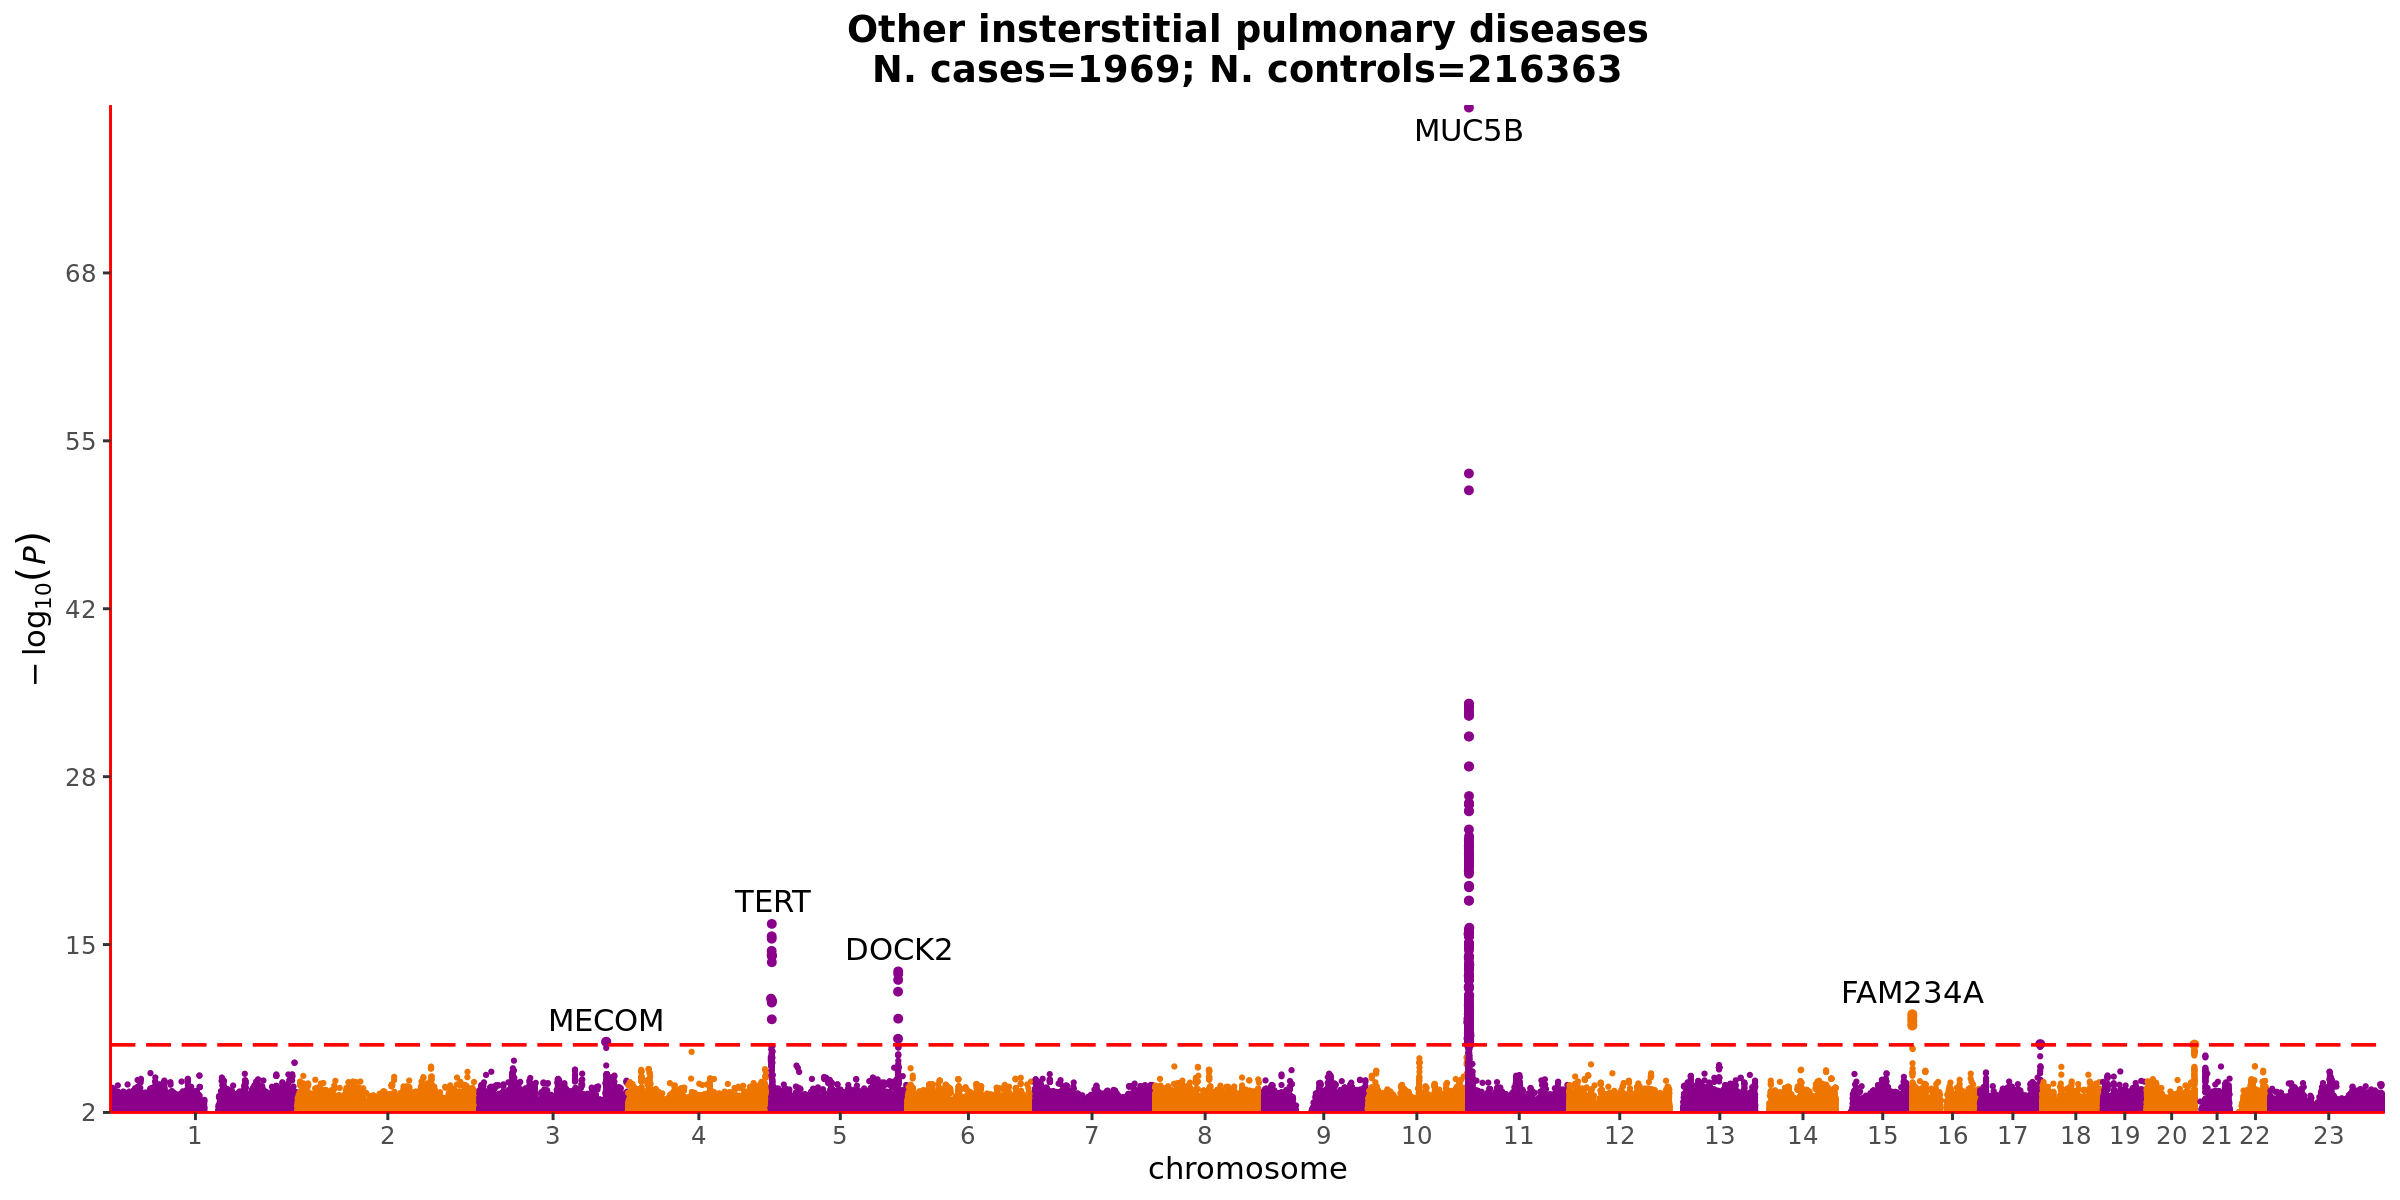 Other insterstitial pulmonary diseases
N. cases=1969; N. controls=216363
MUC5B
68
55
42
28
15
2
−log10(P)
TERT
DOCK2
MECOM
FAM234A
1 2 3 4 5 6 7 8 9 10 11 12 13 14 15 16 17 18 19 20 21 22 23
chromosome